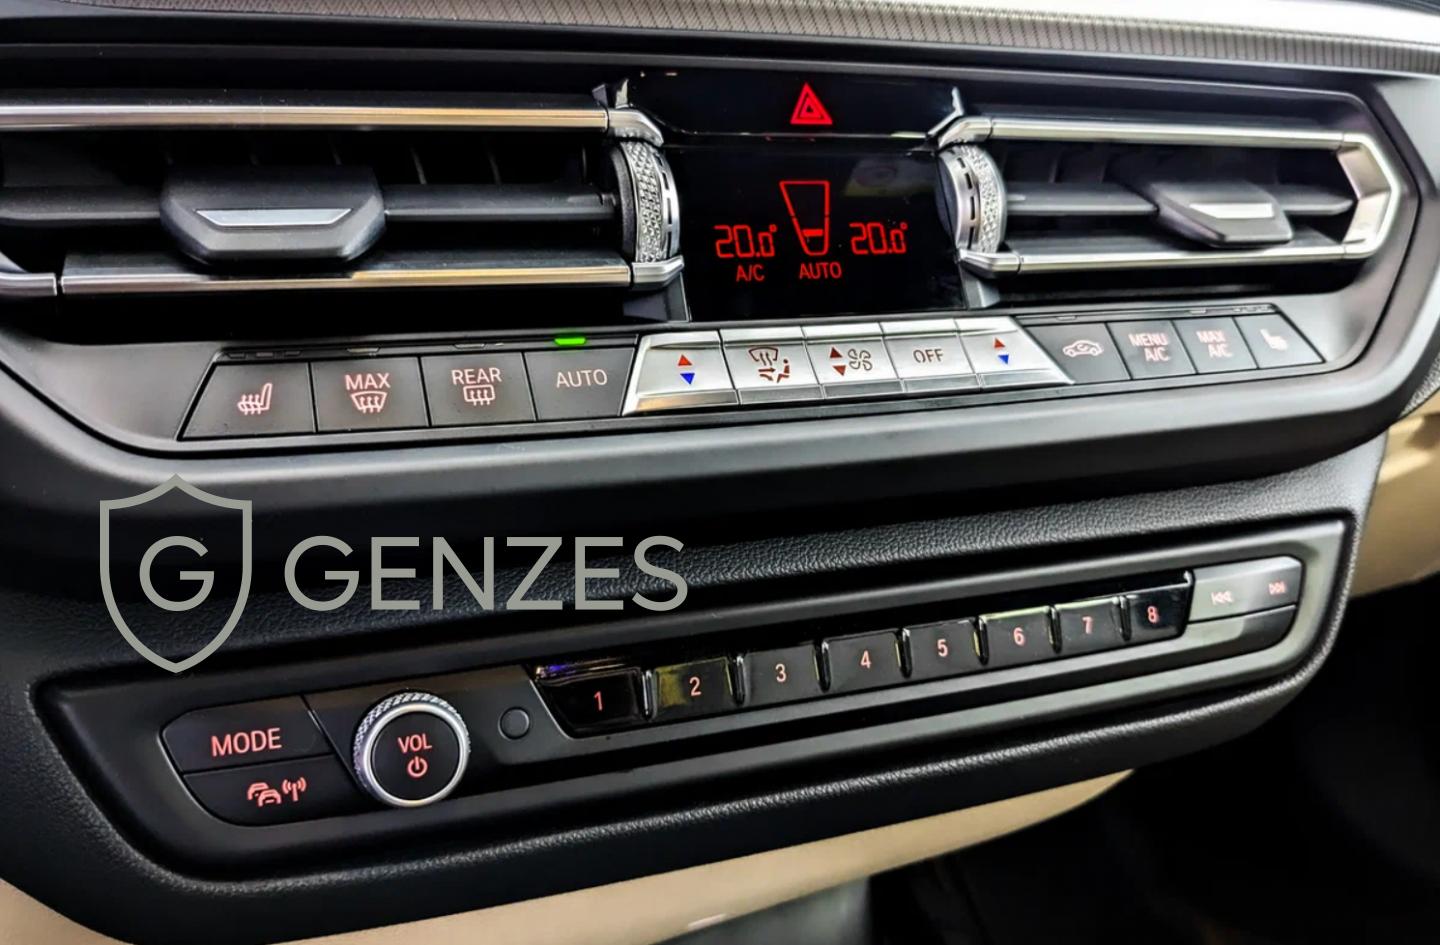 20.0° 20.0°
A/C AUTO
MAX REAR AUTO OFF MENU A/C MAX A/C
G GENZES
1 2 3 4 5 6 7 8
MODE VOL